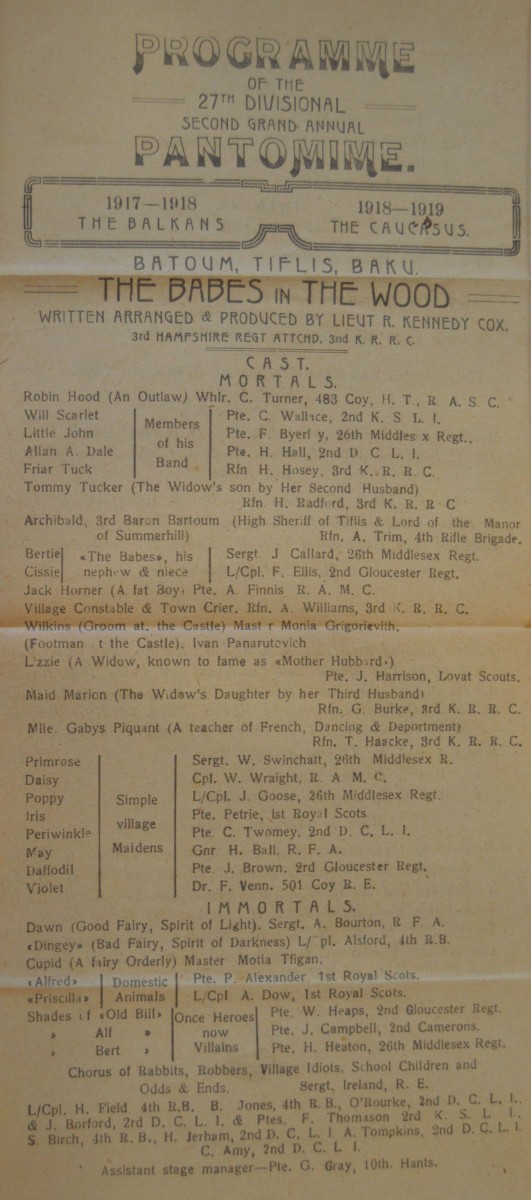 PROGRAMME
OF THE
27TH DIVISIONAL
SECOND GRAND ANNUAL
PANTOMIME.
1917—1918 1918—1919
THE BALKANS THE CAUCASUS.
BATOUM, TIFLIS, BAKU.
THE BABES IN THE WOOD
WRITTEN ARRANGED & PRODUCED BY LIEUT R. KENNEDY COX.
3rd HAMPSHIRE REGT ATTCHD. 3nd K. R. R. C.
CAST.
MORTALS.
Robin Hood (An Outlaw) Whlr. C. Turner, 483 Coy, H. T., R A. S. C.
Will Scarlet Pte. C. Wallace, 2nd K. S L. I.
Little John Members Pte. F. Byerl y, 26th Middles x Regt..
Allan A. Dale of his Pte, H. Hall, 2nd D. C. L. I.
Friar Tuck Band Rfn H. Hosey, 3rd K. R. R. C.
Tommy Tucker (The Widow's son by Her Second Husband)
Rfn. H. Radford, 3rd K. R. R C
Archibald, 3rd Baron Bartoum (High Sheriff of Tiflis & Lord of the Manor
of Summerhill) Rfn. A. Trim, 4th Rifle Brigade.
Bertie «The Babes», his Sergt. J Callard, 26th Middlesex Regt.
Cissie nephew & niece L/Cpl. F. Ellis, 2nd Gloucester Regt.
Jack Horner (A fat Boy) Pte. A. Finnis R. A. M. C.
Village Constable & Town Crier. Rfn. A. Williams, 3rd K. R. R. C.
Wilkins (Groom at. the Castle) Mast r Monia Grigorievith.
(Footman t the Castle). Ivan Panarutovich
Lizzie (A Widow, known to fame as «Mother Hubbard»)
Pte. J. Harrison, Lovat Scouts.
Maid Marion (The Widow's Daughter by her Third Husband)
Rfn. G. Burke, 3rd K. R. R. C.
Mlle. Gabys Piquant (A teacher of French, Dancing & Deportment)
Rfn. T. Haacke, 3rd K. R. R. C.
Primrose Sergt. W. Swinchatt, 26th Middlesex R.
Daisy Cpl. W. Wraight, R. A M. C.
Poppy Simple L/Cpl. J. Goose, 26th Middlesex Regt.
Iris Pte. Petrie, 1st Royal Scots
Periwinkle village Pte. C. Twomey, 2nd D. C. L. I.
May Maidens Gnr H. Ball, R. F. A.
Daffodil Pte. J. Brown. 2rd Gloucester Regt.
Violet Dr. F. Venn. 501 Coy R. E.
IMMORTALS.
Dawn (Good Fairy, Spirit of Light). Sergt. A. Bourton, R F A.
«Dingey» (Bad Fairy, Spirit of Darkness) L/ pl. Alsford, 4th R.B.
Cupid (A fairy Orderly) Master Motia Tfigan.
«Alfred» Domestic Pte. P. Alexander, 1st Royal Scots.
«Priscilla» Animals L/Cpl A. Dow, 1st Royal Scots.
Shades of «Old Bill» Once Heroes Pte. W. Heaps, 2nd Gloucester Regt.
» Alf » now Pte. J. Campbell, 2nd Camerons.
» Bert » Villains Pte. H. Heaton, 26th Middlesex Regt.
Chorus of Rabbits, Robbers, Village Idiots, School Children and
Odds & Ends. Sergt, Ireland, R. E.
L/Cpl. H. Field 4th R.B. B. Jones, 4th R. B., O'Rourke, 2nd D. C. L. I..
& J. Borford, 2rd D. C. L. I. & Ptes. F. Thomason 2rd K. S L I..
S. Birch, 4th R. B., H. Jerham, 2nd D. C. L. I A. Tompkins, 2nd D. C. L. I
C. Amy, 2nd D. C. L I.
Assistant stage manager—Pte. G. Gray, 10th. Hants.